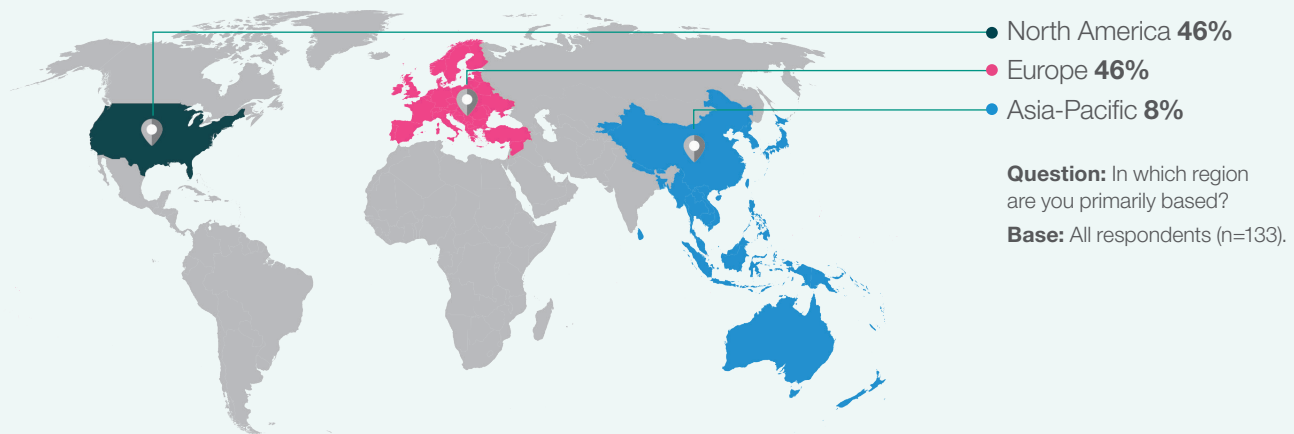 North America 46%
Europe 46%
Asia-Pacific 8%
Question: In which region
are you primarily based?
Base: All respondents (n=133).